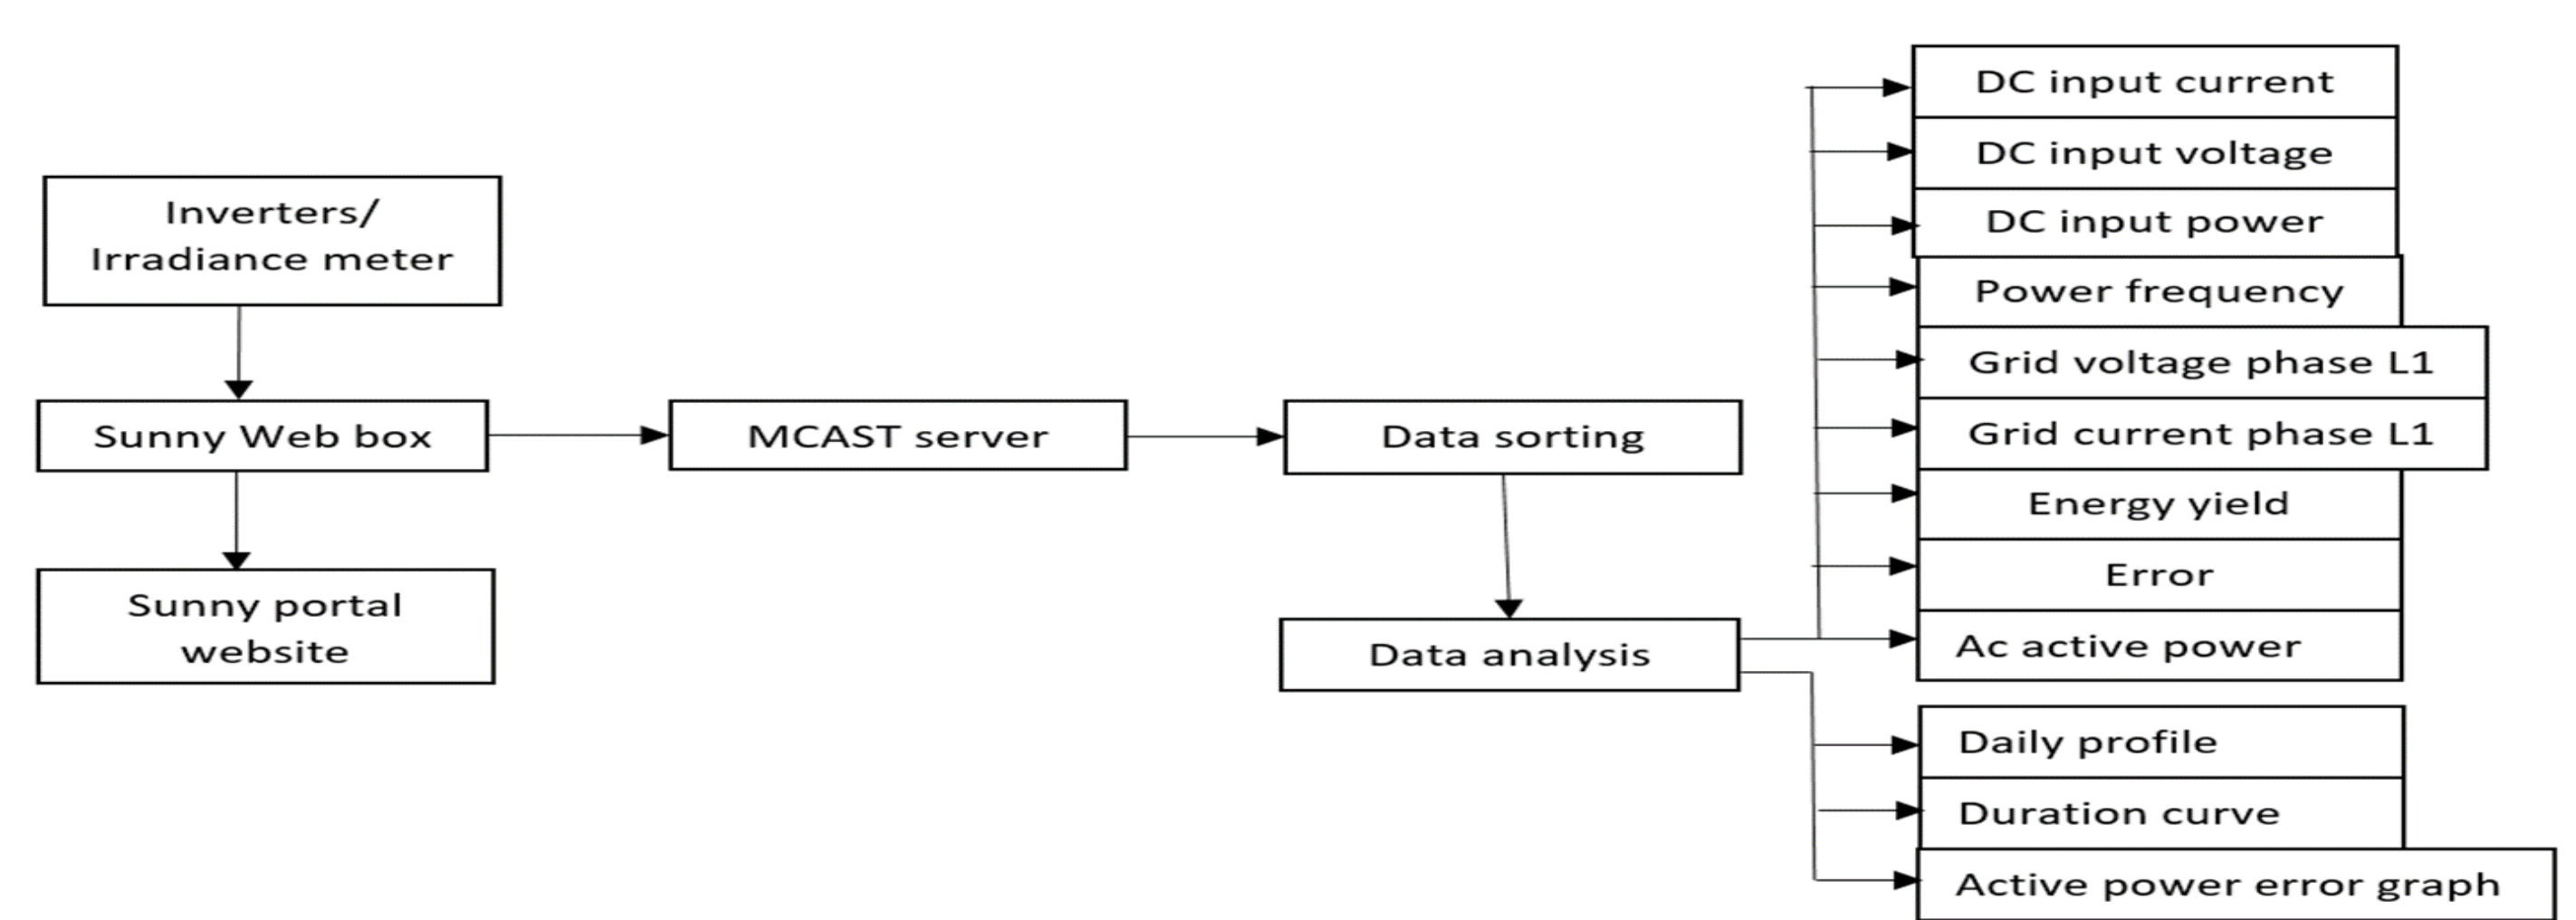 Inverters/
Irradiance meter
Sunny Web box
Sunny portal
website
MCAST server
Data sorting
Data analysis
DC input current
DC input voltage
DC input power
Power frequency
Grid voltage phase L1
Grid current phase L1
Energy yield
Error
Ac active power
Daily profile
Duration curve
Active power error graph